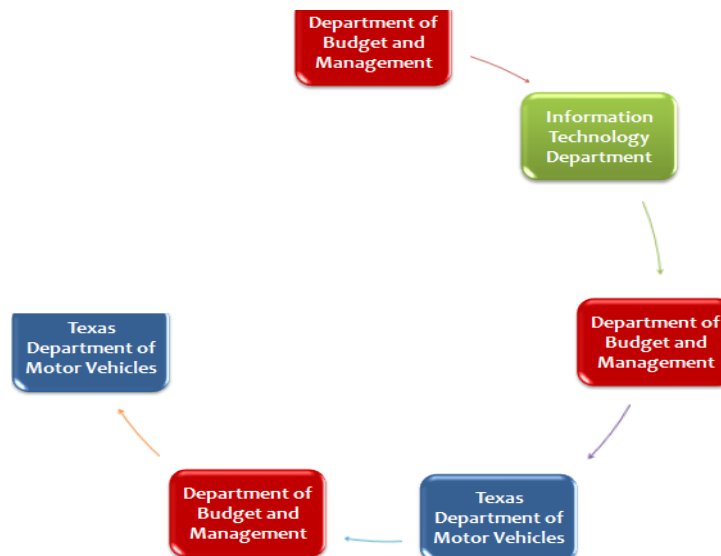 Department of
Budget and
Management
Information
Technology
Department
Department of
Budget and
Management
Texas
Department of
Motor Vehicles
Department of
Budget and
Management
Texas
Department of
Motor Vehicles